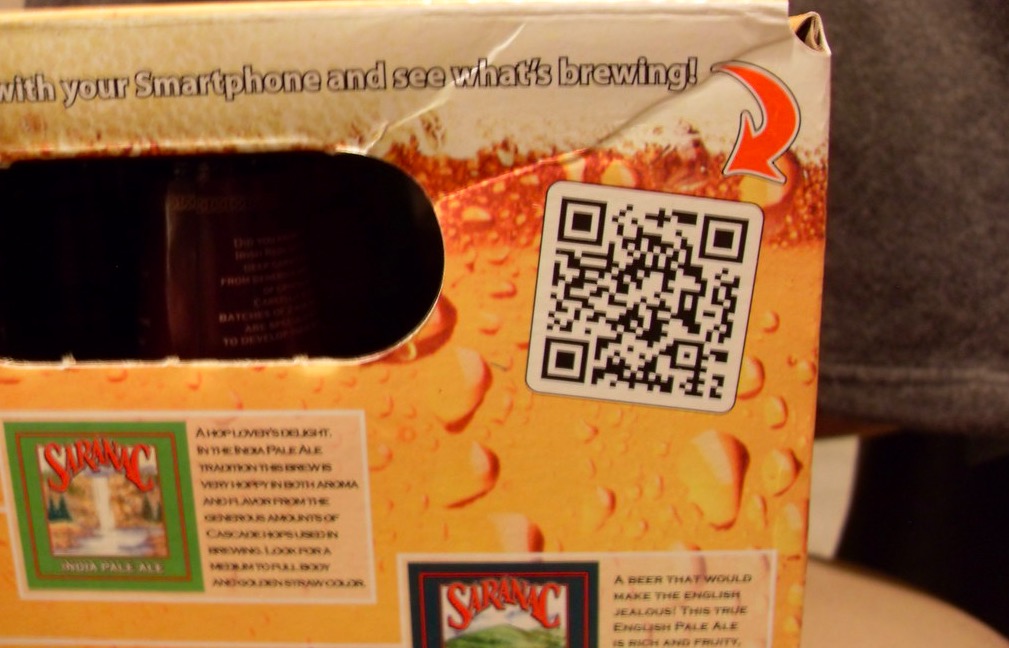 with your Smartphone and see what's brewing!
SARANAC
INDIA PALE ALE
A HOP LOVER'S DELIGHT.
IN THE INDIA PALE ALE
TRADITION THIS BREW IS
VERY HOPPY IN BOTH AROMA
AND FLAVOR FROM THE
GENEROUS AMOUNTS OF
CASCADE HOPS USED IN
BREWING. LOOK FOR A
MEDIUM TO FULL BODY
AND GOLDEN STRAW COLOR.
SARANAC
A BEER THAT WOULD
MAKE THE ENGLISH
JEALOUS! THIS TRUE
ENGLISH PALE ALE
IS RICH AND FRUITY,